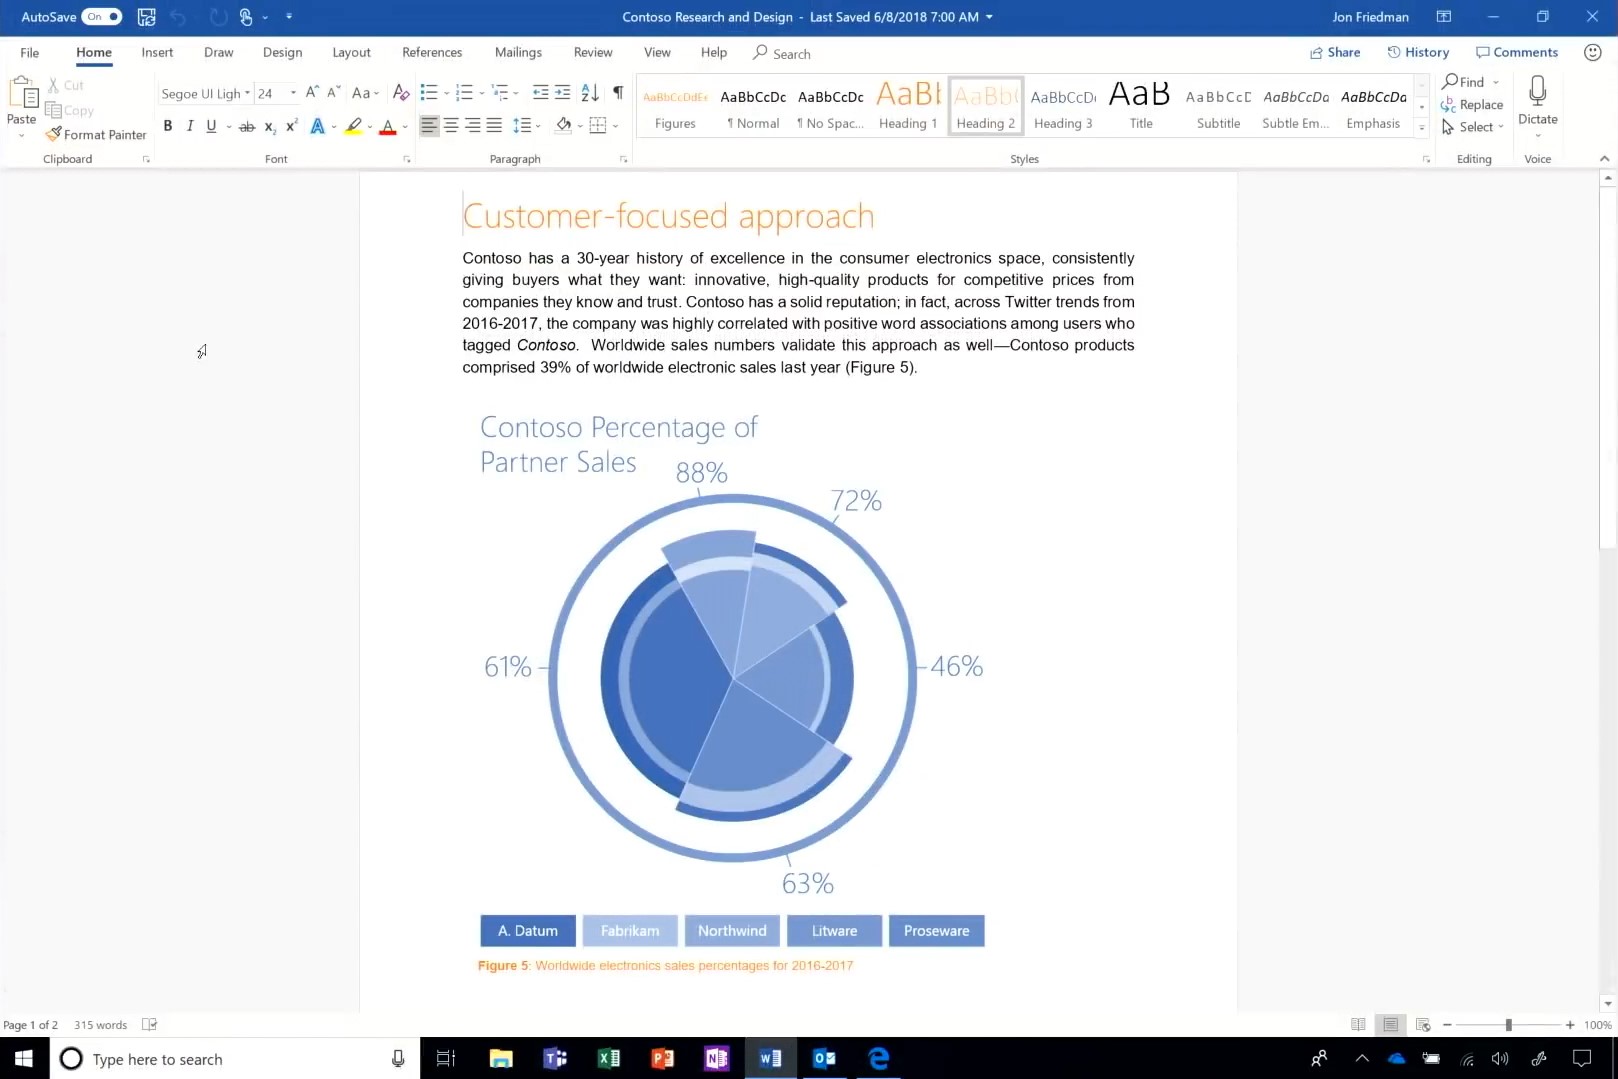 AutoSave On
Contoso Research and Design - Last Saved 6/8/2018 7:00 AM
Jon Friedman
File Home Insert Draw Design Layout References Mailings Review View Help Search
Share History Comments
Paste
Cut
Copy
Format Painter
Clipboard
Segoe UI Ligh 24 Aa
B I U ab x₂ x² A A
Font
Paragraph
AaBbCcDdEe AaBbCcDc AaBbCcDc AaBl AaBb( AaBbCcDı AaB AaBbCcD AaBbCcDa AaBbCcDa
Figures ¶ Normal ¶ No Spac... Heading 1 Heading 2 Heading 3 Title Subtitle Subtle Em... Emphasis
Styles
Find
Replace
Select
Editing
Dictate
Voice
Customer-focused approach
Contoso has a 30-year history of excellence in the consumer electronics space, consistently
giving buyers what they want: innovative, high-quality products for competitive prices from
companies they know and trust. Contoso has a solid reputation; in fact, across Twitter trends from
2016-2017, the company was highly correlated with positive word associations among users who
tagged Contoso. Worldwide sales numbers validate this approach as well—Contoso products
comprised 39% of worldwide electronic sales last year (Figure 5).
Contoso Percentage of
Partner Sales
88%
72%
61%
46%
63%
A. Datum Fabrikam Northwind Litware Proseware
Figure 5: Worldwide electronics sales percentages for 2016-2017
Page 1 of 2 315 words
100%
Type here to search